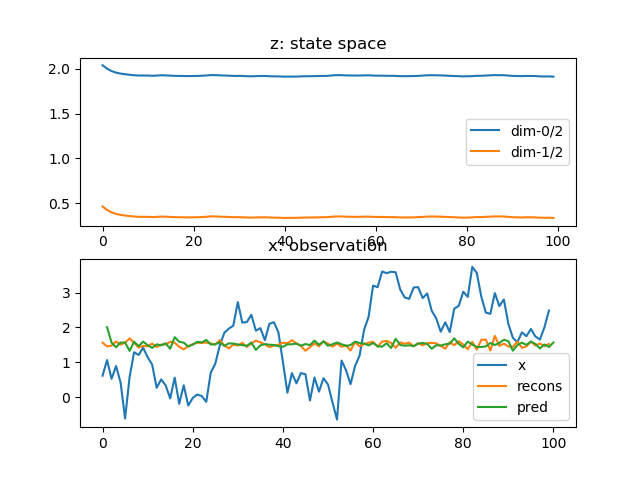 z: state space
2.0
1.5
1.0
0.5
dim-0/2
dim-1/2
0 20 40 60 80 100
x: observation
3
2
1
0
x
recons
pred
0 20 40 60 80 100